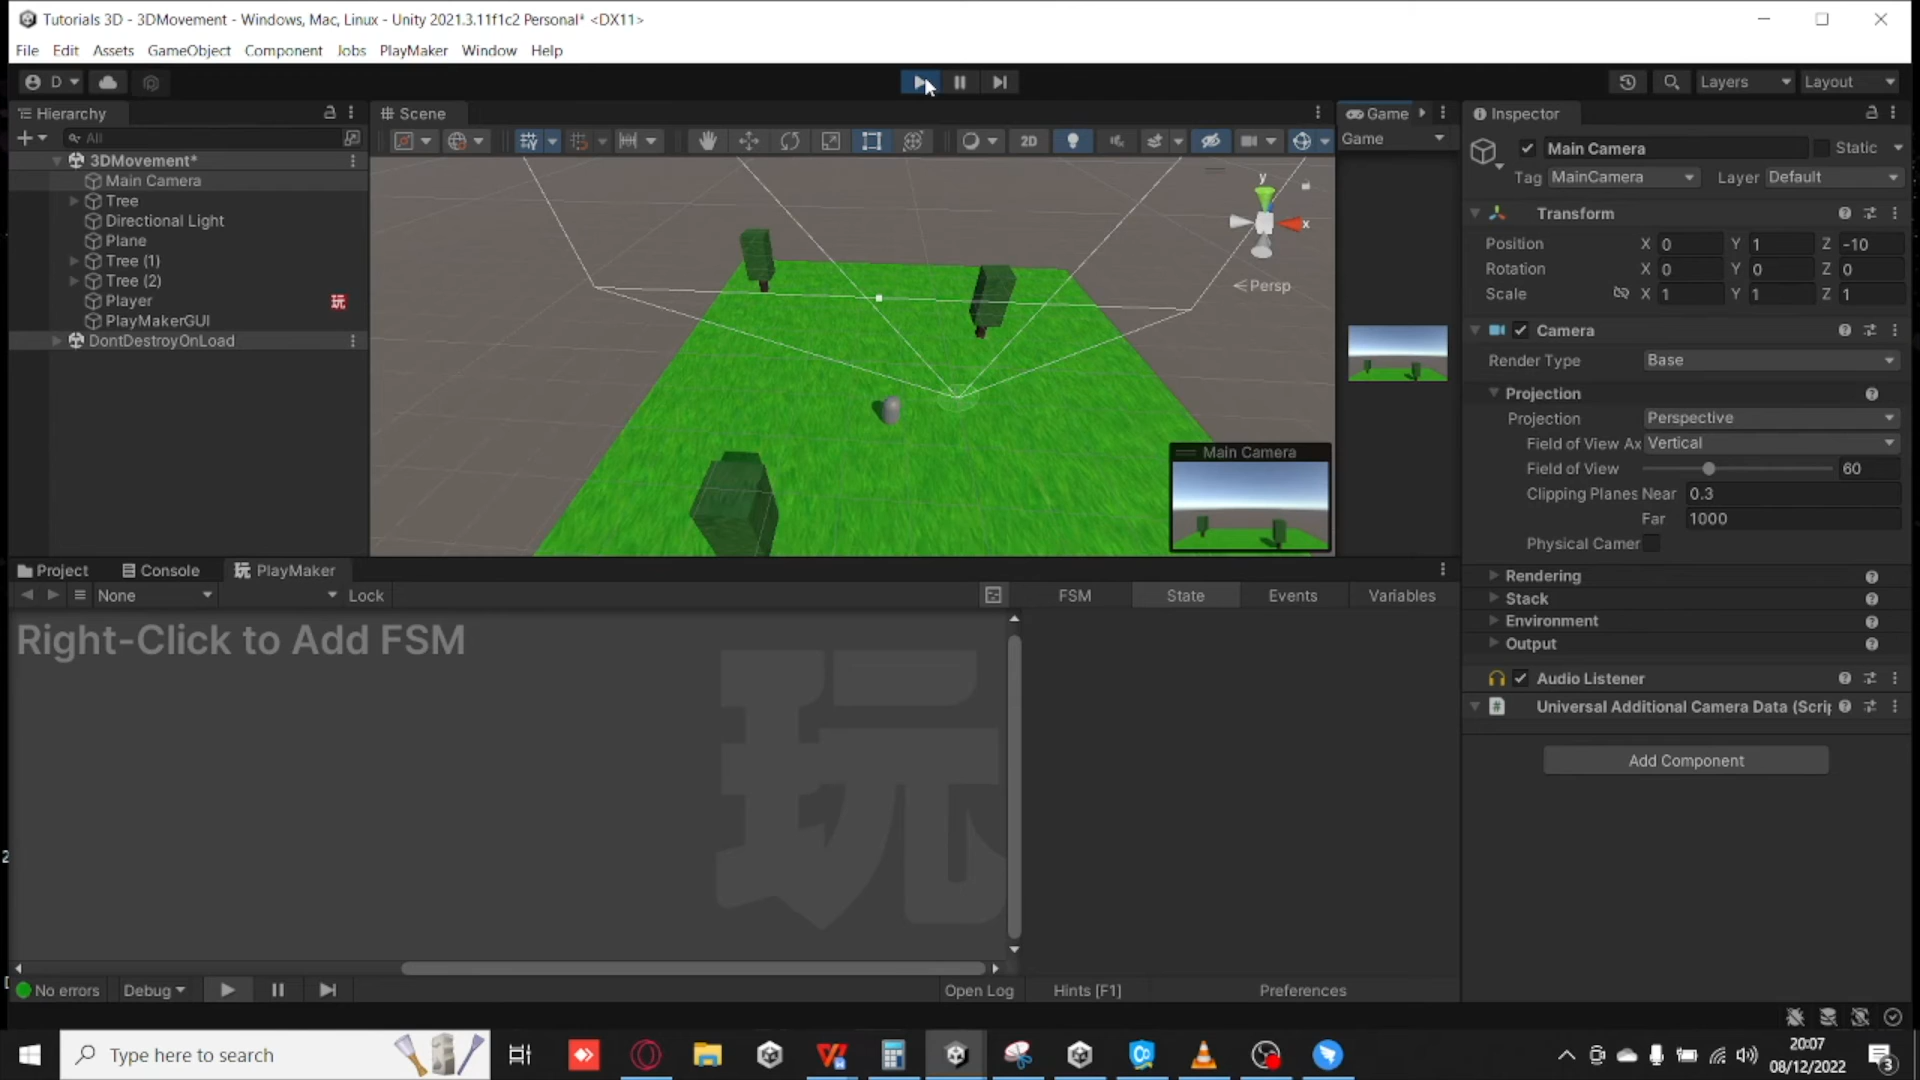 Tutorials 3D - 3DMovement - Windows, Mac, Linux - Unity 2021.3.11f1c2 Personal* <DX11>
File Edit Assets GameObject Component Jobs PlayMaker Window Help
D Layers Layout
Hierarchy
All
3DMovement*
Main Camera
Tree
Directional Light
Plane
Tree (1)
Tree (2)
Player 玩
PlayMakerGUI
DontDestroyOnLoad
Scene
2D
y
x
Persp
Main Camera
Game
Game
Inspector
Main Camera Static
Tag MainCamera Layer Default
Transform
Position X 0 Y 1 Z -10
Rotation X 0 Y 0 Z 0
Scale X 1 Y 1 Z 1
Camera
Render Type Base
Projection
Projection Perspective
Field of View Ax Vertical
Field of View 60
Clipping Planes Near 0.3
Far 1000
Physical Camer
Rendering
Stack
Environment
Output
Audio Listener
# Universal Additional Camera Data (Scrip
Add Component
Project Console 玩 PlayMaker
None Lock FSM State Events Variables
Right-Click to Add FSM
玩
No errors Debug Open Log Hints [F1] Preferences
Type here to search
20:07
08/12/2022
3